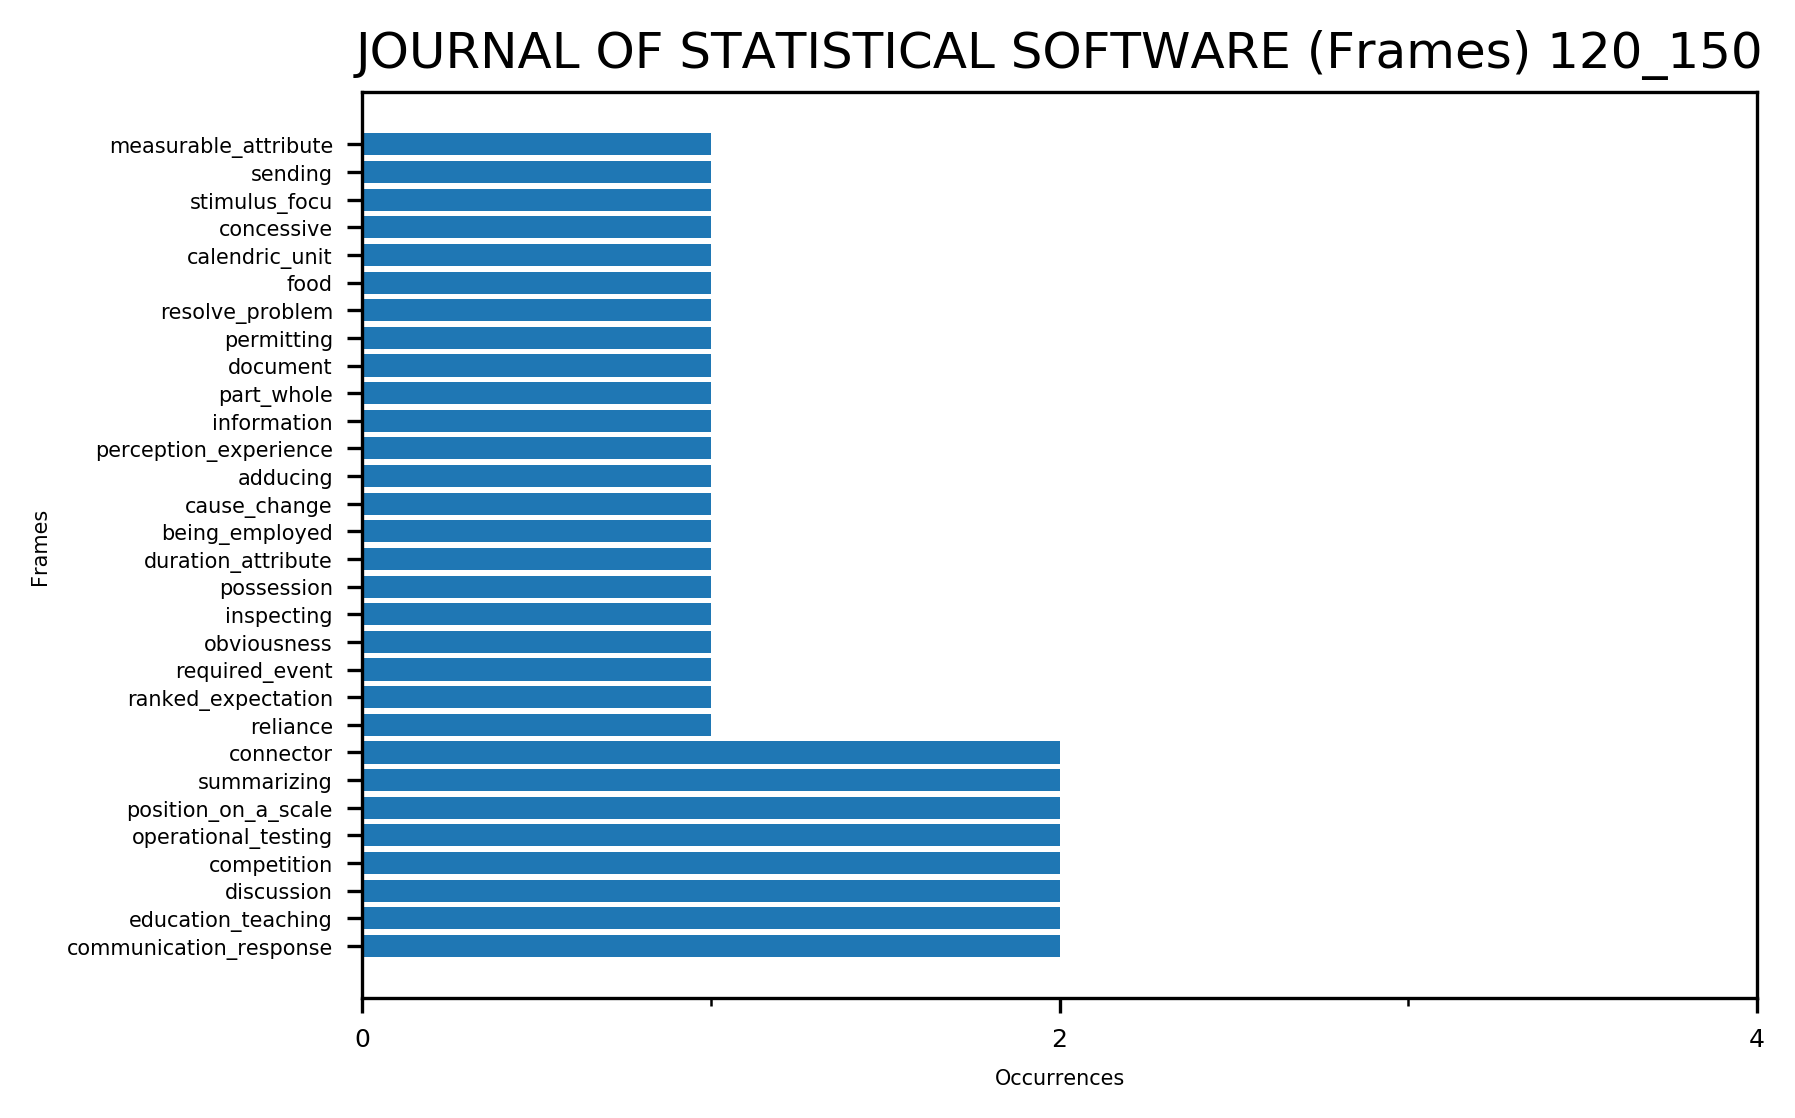 JOURNAL OF STATISTICAL SOFTWARE (Frames) 120_150
measurable_attribute
sending
stimulus_focu
concessive
calendric_unit
food
resolve_problem
permitting
document
part_whole
information
perception_experience
adducing
cause_change
being_employed
duration_attribute
possession
inspecting
obviousness
required_event
ranked_expectation
reliance
connector
summarizing
position_on_a_scale
operational_testing
competition
discussion
education_teaching
communication_response
Frames
0 2 4
Occurrences